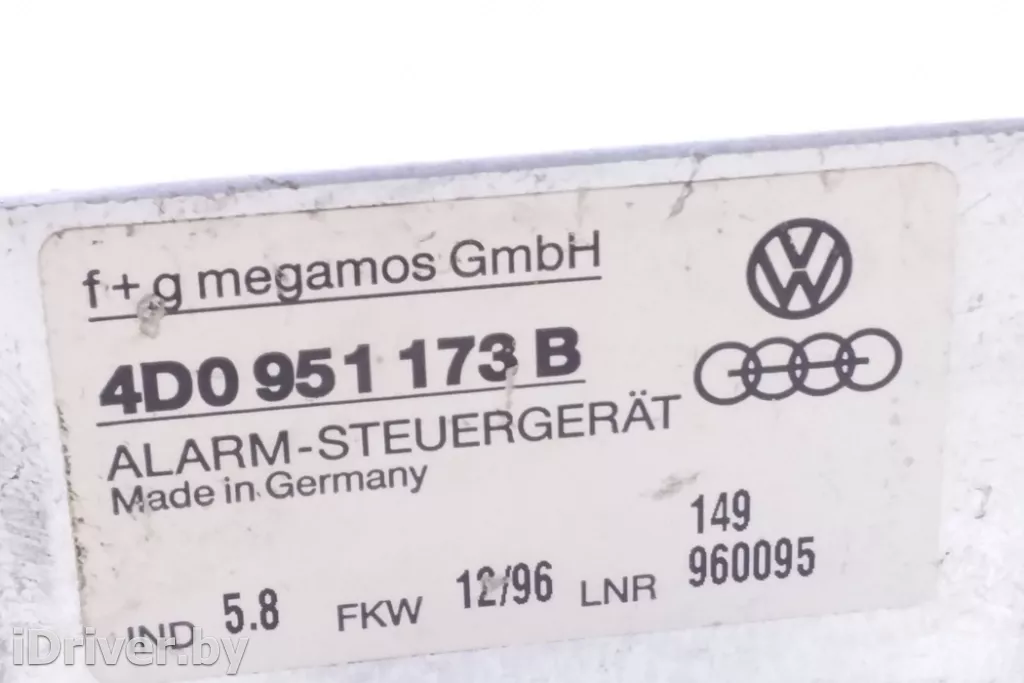 f + g megamos GmbH
4D0 951 173 B
ALARM-STEUERGERÄT
Made in Germany
149
IND 5.8 FKW 12/96 LNR 960095
iDriver.by